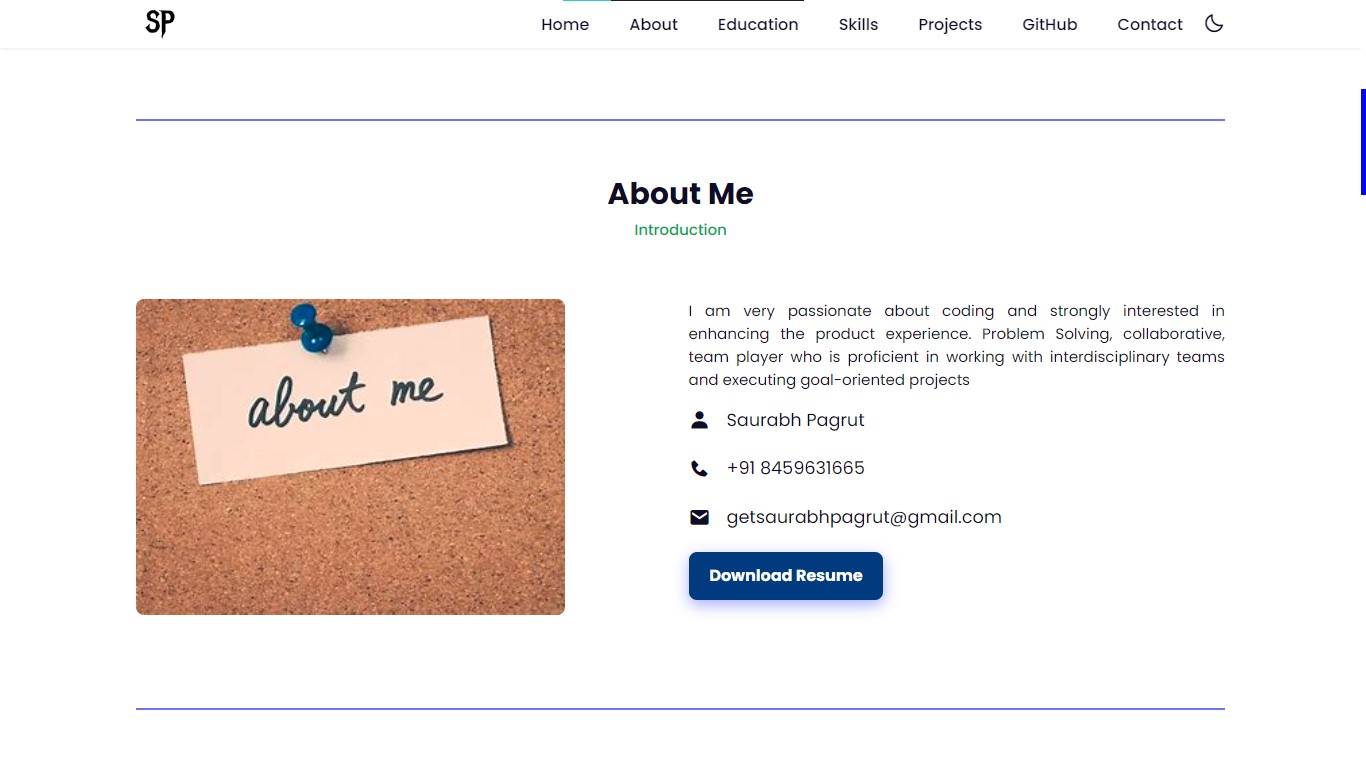 SP
Home About Education Skills Projects GitHub Contact
About Me
Introduction
about me
I am very passionate about coding and strongly interested in
enhancing the product experience. Problem Solving, collaborative,
team player who is proficient in working with interdisciplinary teams
and executing goal-oriented projects
Saurabh Pagrut
+91 8459631665
getsaurabhpagrut@gmail.com
Download Resume